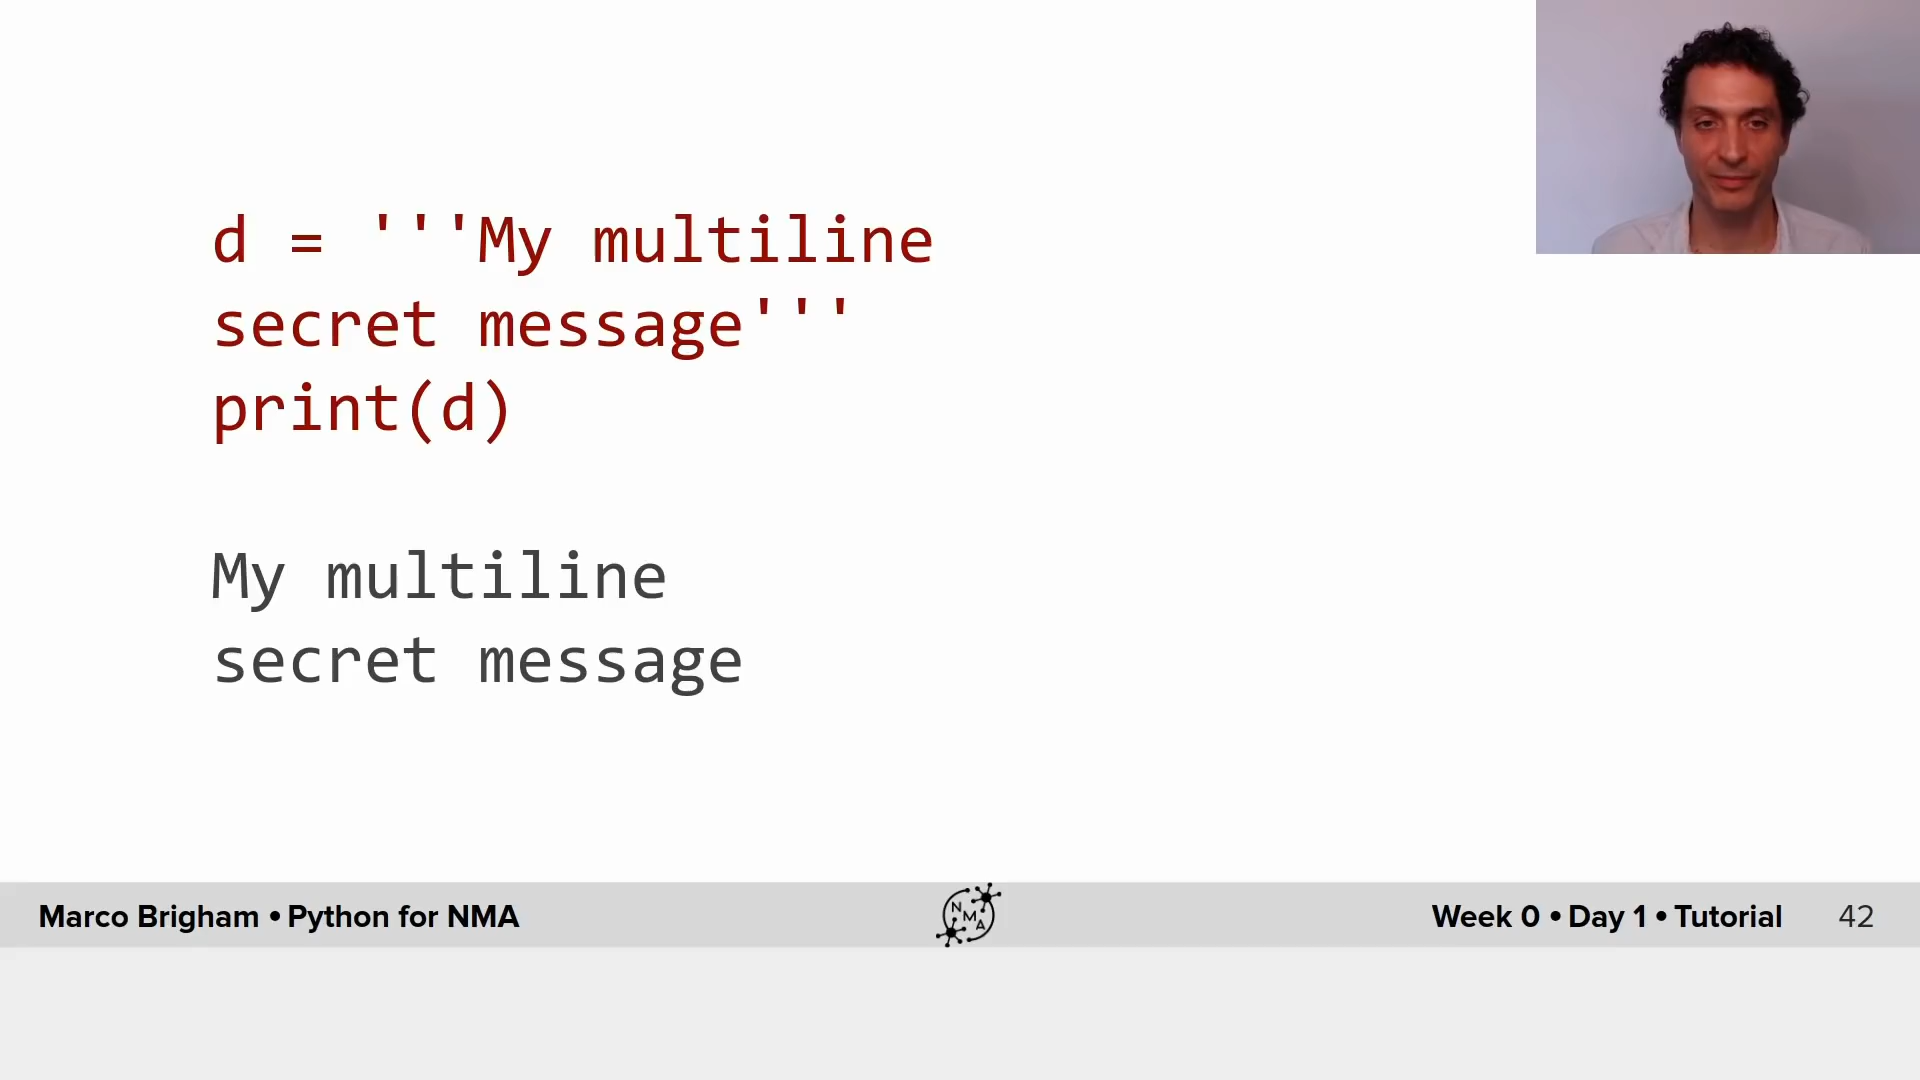 d = '''My multiline
secret message'''
print(d)
My multiline
secret message
Marco Brigham • Python for NMA
N
M
A
Week 0 • Day 1 • Tutorial
42